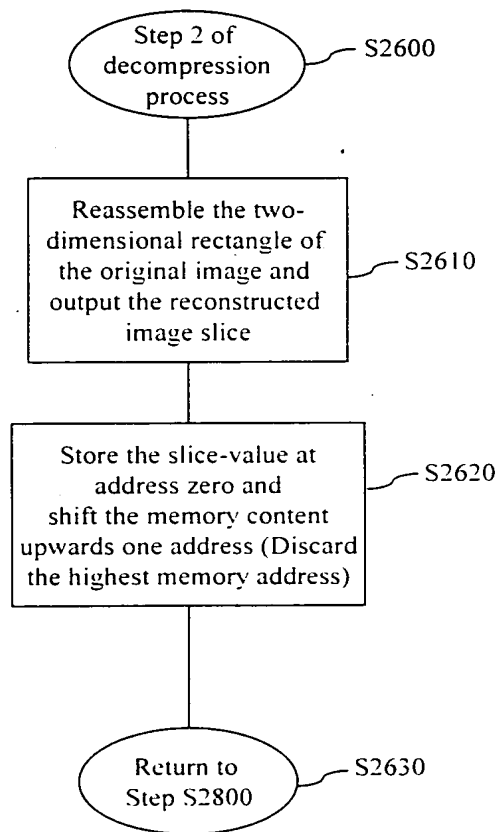 Step 2 of
decompression
process
S2600
Reassemble the two-
dimensional rectangle of
the original image and
output the reconstructed
image slice
S2610
Store the slice-value at
address zero and
shift the memory content
upwards one address (Discard
the highest memory address)
S2620
Return to
Step S2800
S2630